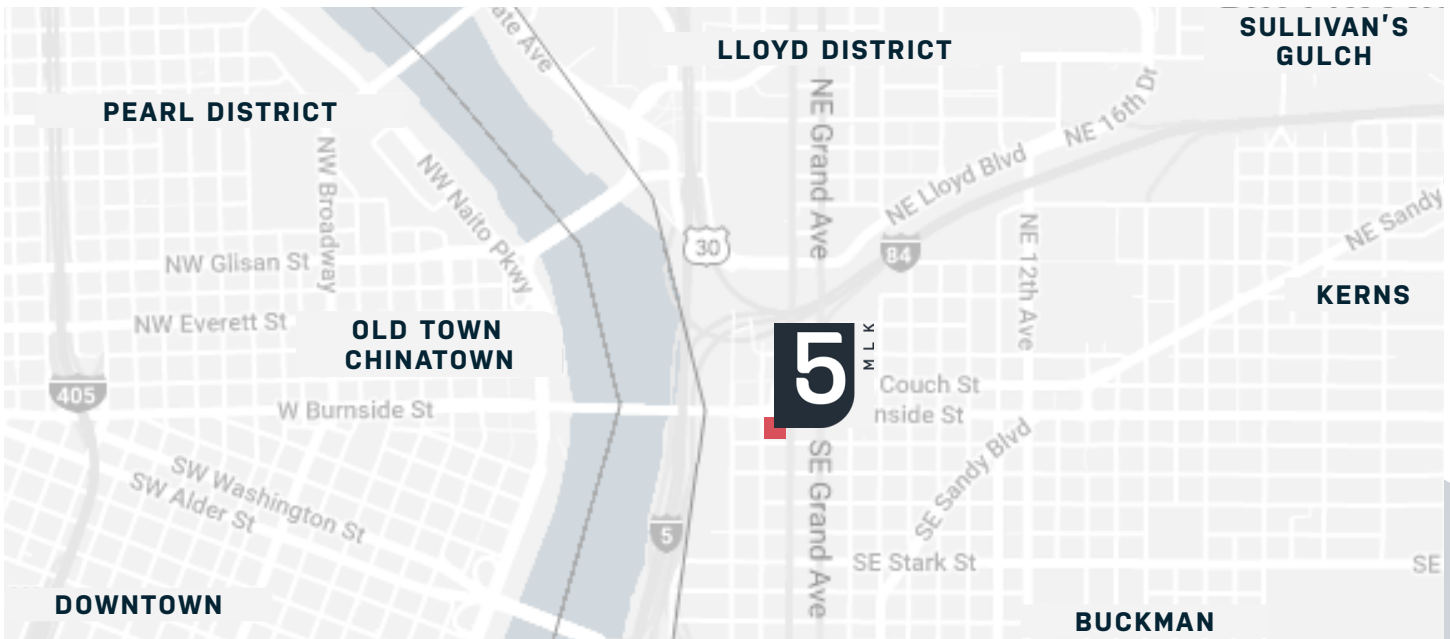 SULLIVAN'S
GULCH
LLOYD DISTRICT
ate Ave
PEARL DISTRICT
NE Grand Ave
NE 16th Dr
NE Lloyd Blvd
NW Broadway
NW Naito Pkwy
NE Sandy
30
84
NE 12th Ave
NW Glisan St
KERNS
NW Everett St
OLD TOWN
CHINATOWN
5
MLK
405
Couch St
W Burnside St
nside St
SE Grand Ave
SE Sandy Blvd
SW Washington St
SW Alder St
5
SE Stark St
SE
DOWNTOWN
BUCKMAN